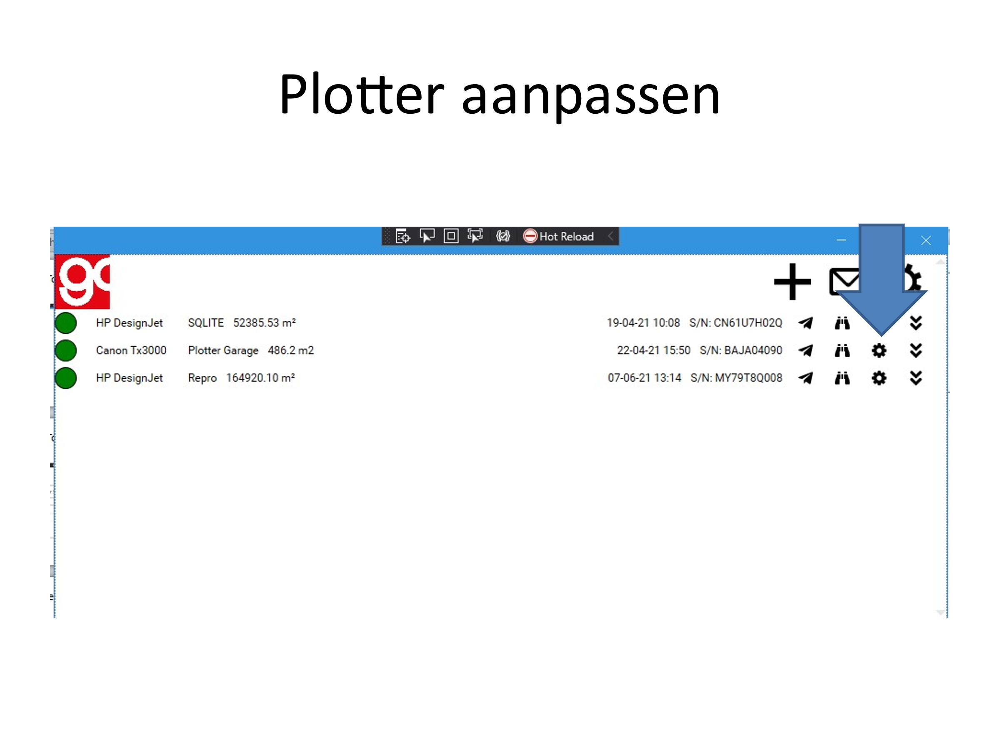 Plotter aanpassen
Hot Reload
go
HP DesignJet SQLITE 52385.53 m² 19-04-21 10:08 S/N: CN61U7H02Q
Canon Tx3000 Plotter Garage 486.2 m2 22-04-21 15:50 S/N: BAJA04090
HP DesignJet Repro 164920.10 m² 07-06-21 13:14 S/N: MY79T8Q008